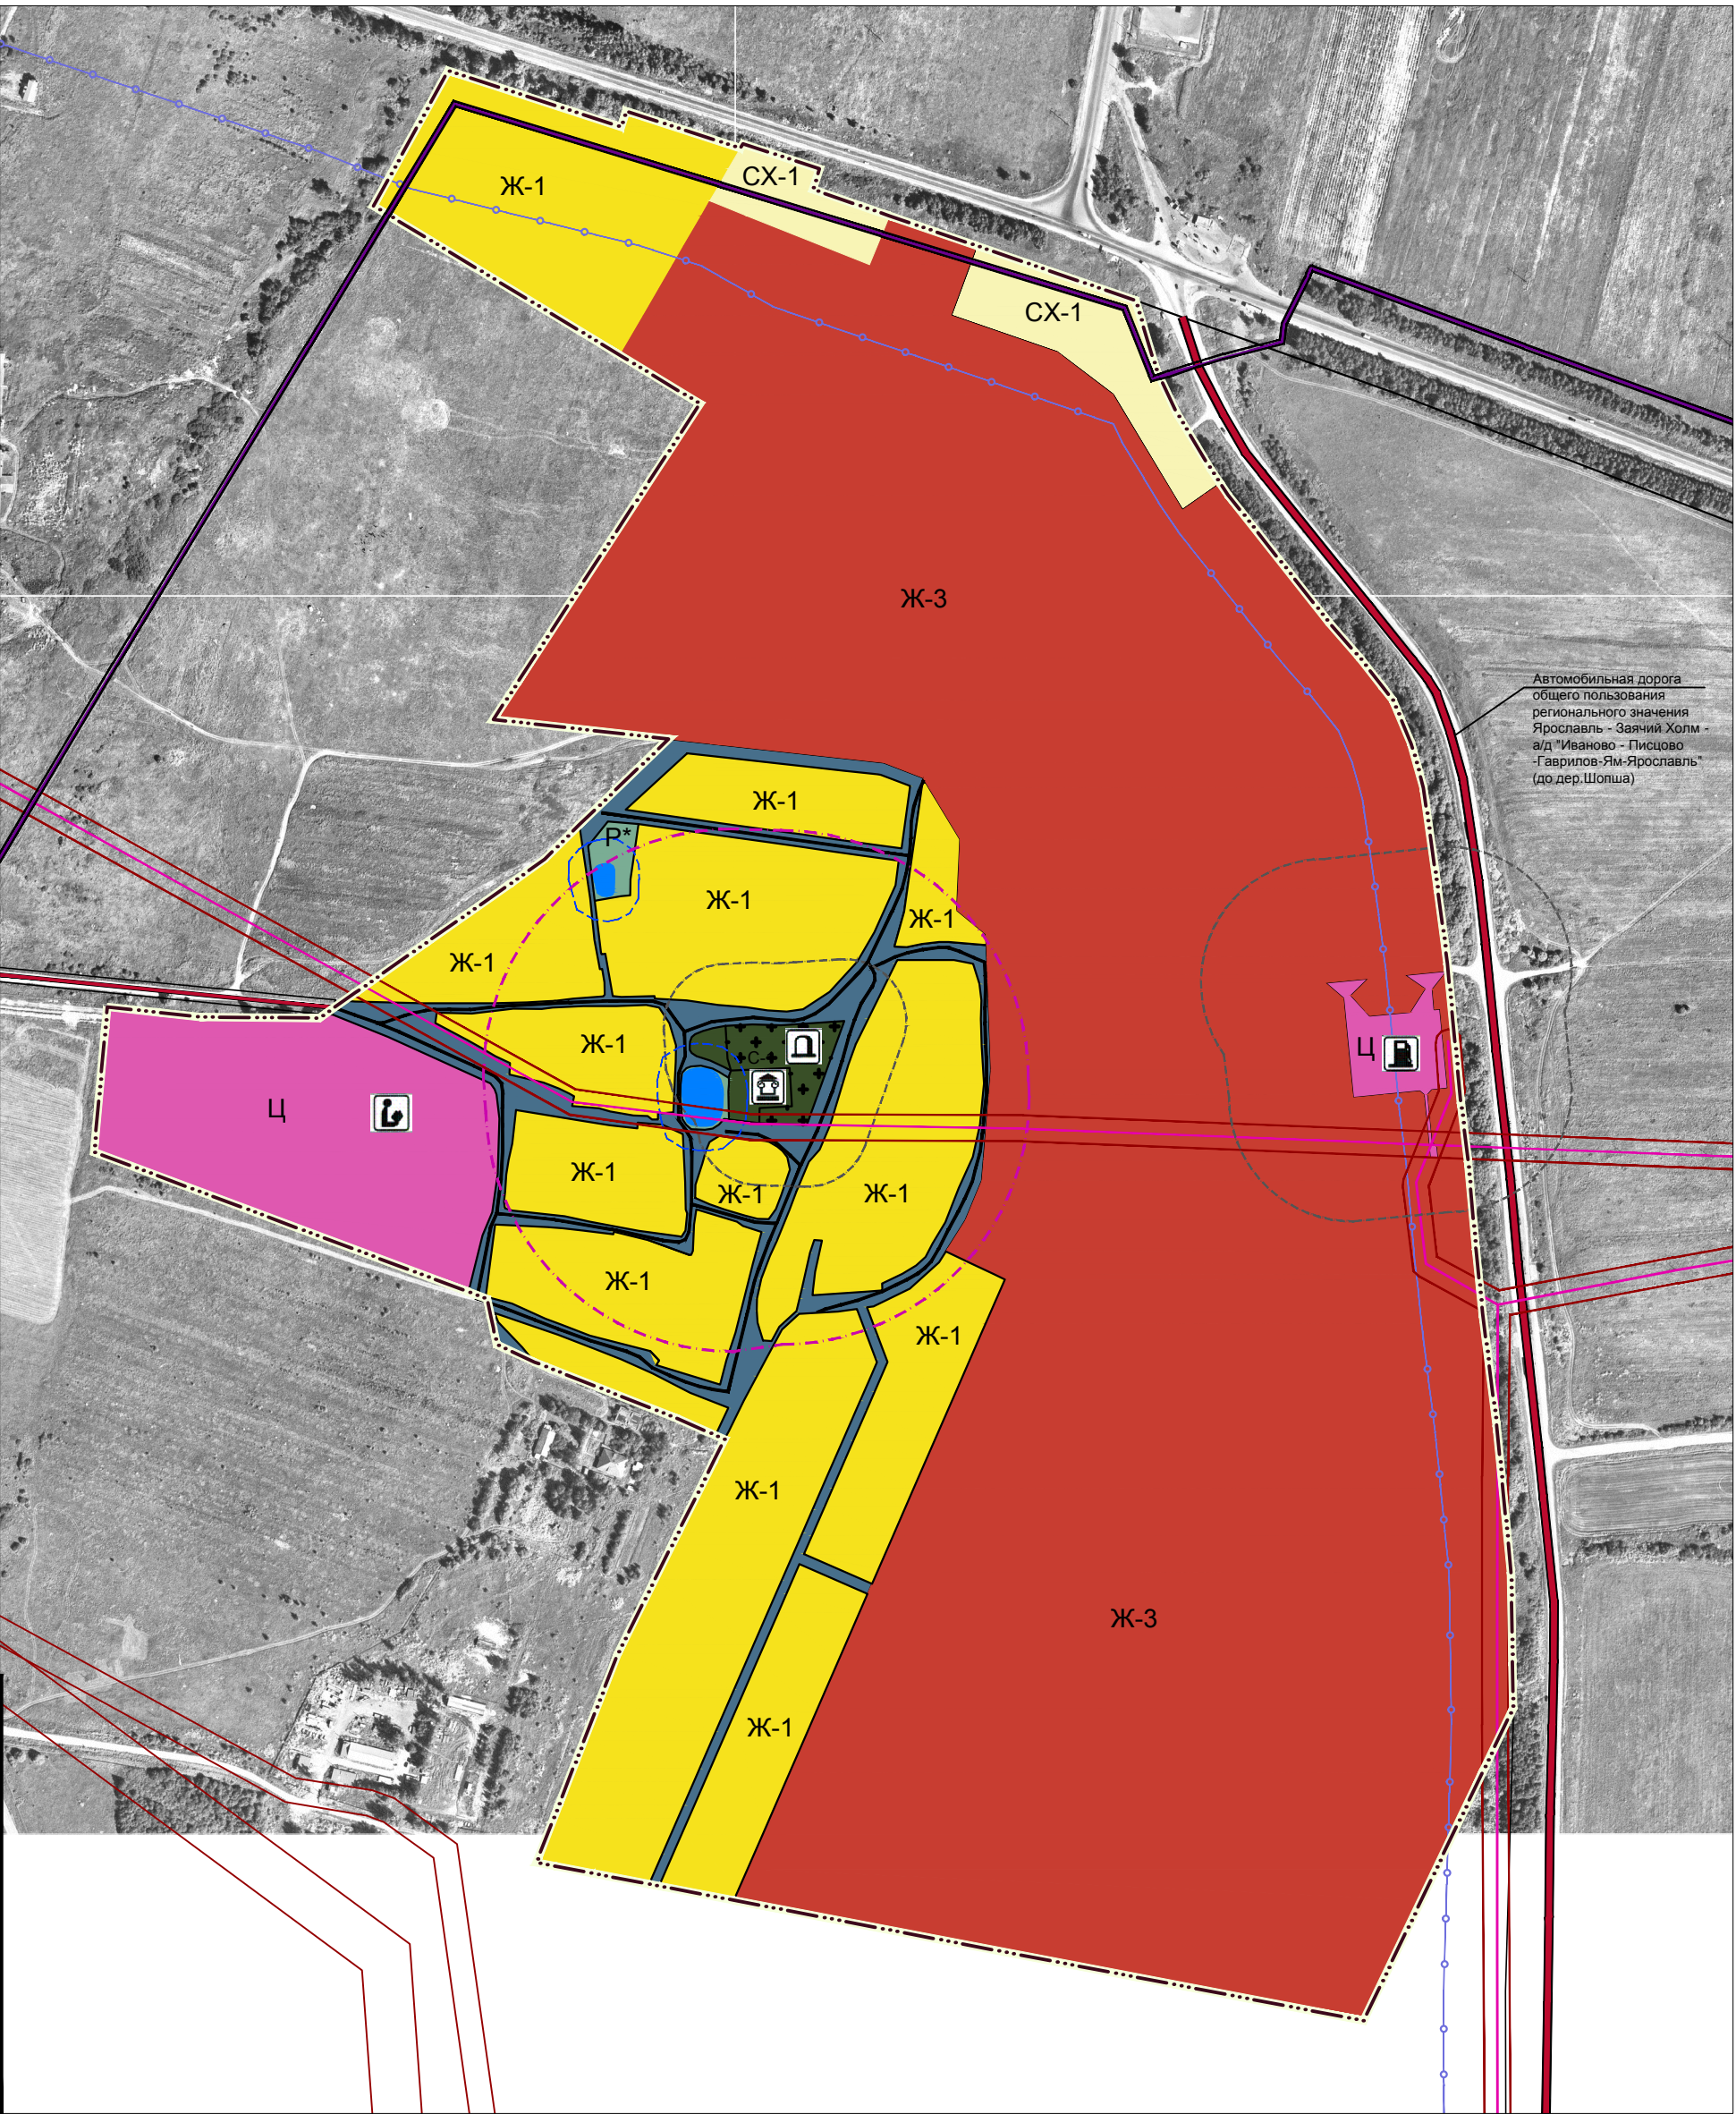 Ж-1
СХ-1
СХ-1
Ж-3
Автомобильная дорога
общего пользования
регионального значения
Ярославль - Заячий Холм -
а/д "Иваново - Писцово
-Гаврилов-Ям-Ярославль"
(до дер.Шопша)
Ж-1
Р*
Ж-1
Ж-1
Ж-1
Ж-1
Ц
Ц
Ж-1
Ж-1
Ж-1
Ж-1
Ж-1
Ж-1
Ж-3
Ж-1